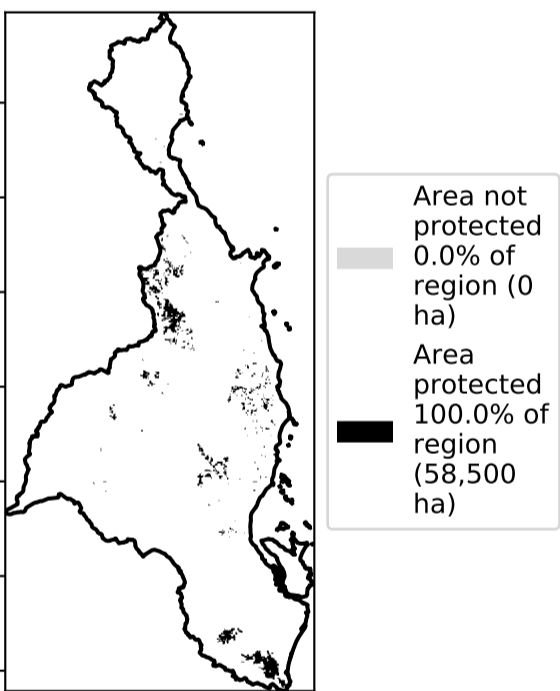 Area not
protected
0.0% of
region (0
ha)
Area
protected
100.0% of
region
(58,500
ha)